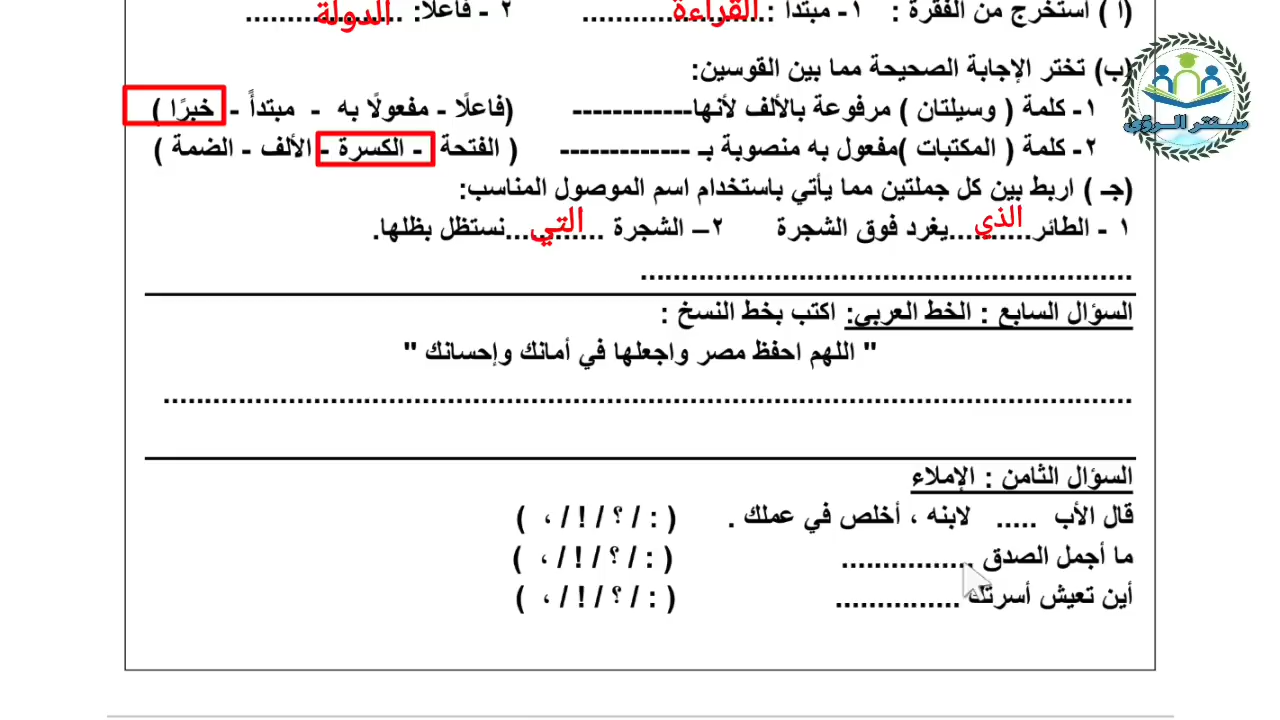 (أ ) استخرج من الفقرة : ١- مبتدأ :القراءة...................... ٢ - فاعلًا: الدولة...................
(ب) تختر الإجابة الصحيحة مما بين القوسين:
١- كلمة ( وسيلتان ) مرفوعة بالألف لأنها------------ (فاعلًا - مفعولًا به - مبتدأً - خبرًا )
٢- كلمة ( المكتبات )مفعول به منصوبة بـ ------------- ( الفتحة - الكسرة - الألف - الضمة )
(جـ ) اربط بين كل جملتين مما يأتي باستخدام اسم الموصول المناسب:
١ - الطائر....الذي......يغرد فوق الشجرة ٢– الشجرة ....التي.......نستظل بظلها.
...........................................................
السؤال السابع : الخط العربي: اكتب بخط النسخ :
" اللهم احفظ مصر واجعلها في أمانك وإحسانك "
.....................................................................................................................
السؤال الثامن : الإملاء
قال الأب ..... لابنه ، أخلص في عملك . ( : / ؟ / ! / ، )
ما أجمل الصدق ................ ( : / ؟ / ! / ، )
أين تعيش أسرتك ............... ( : / ؟ / ! / ، )
سنتر الرؤى